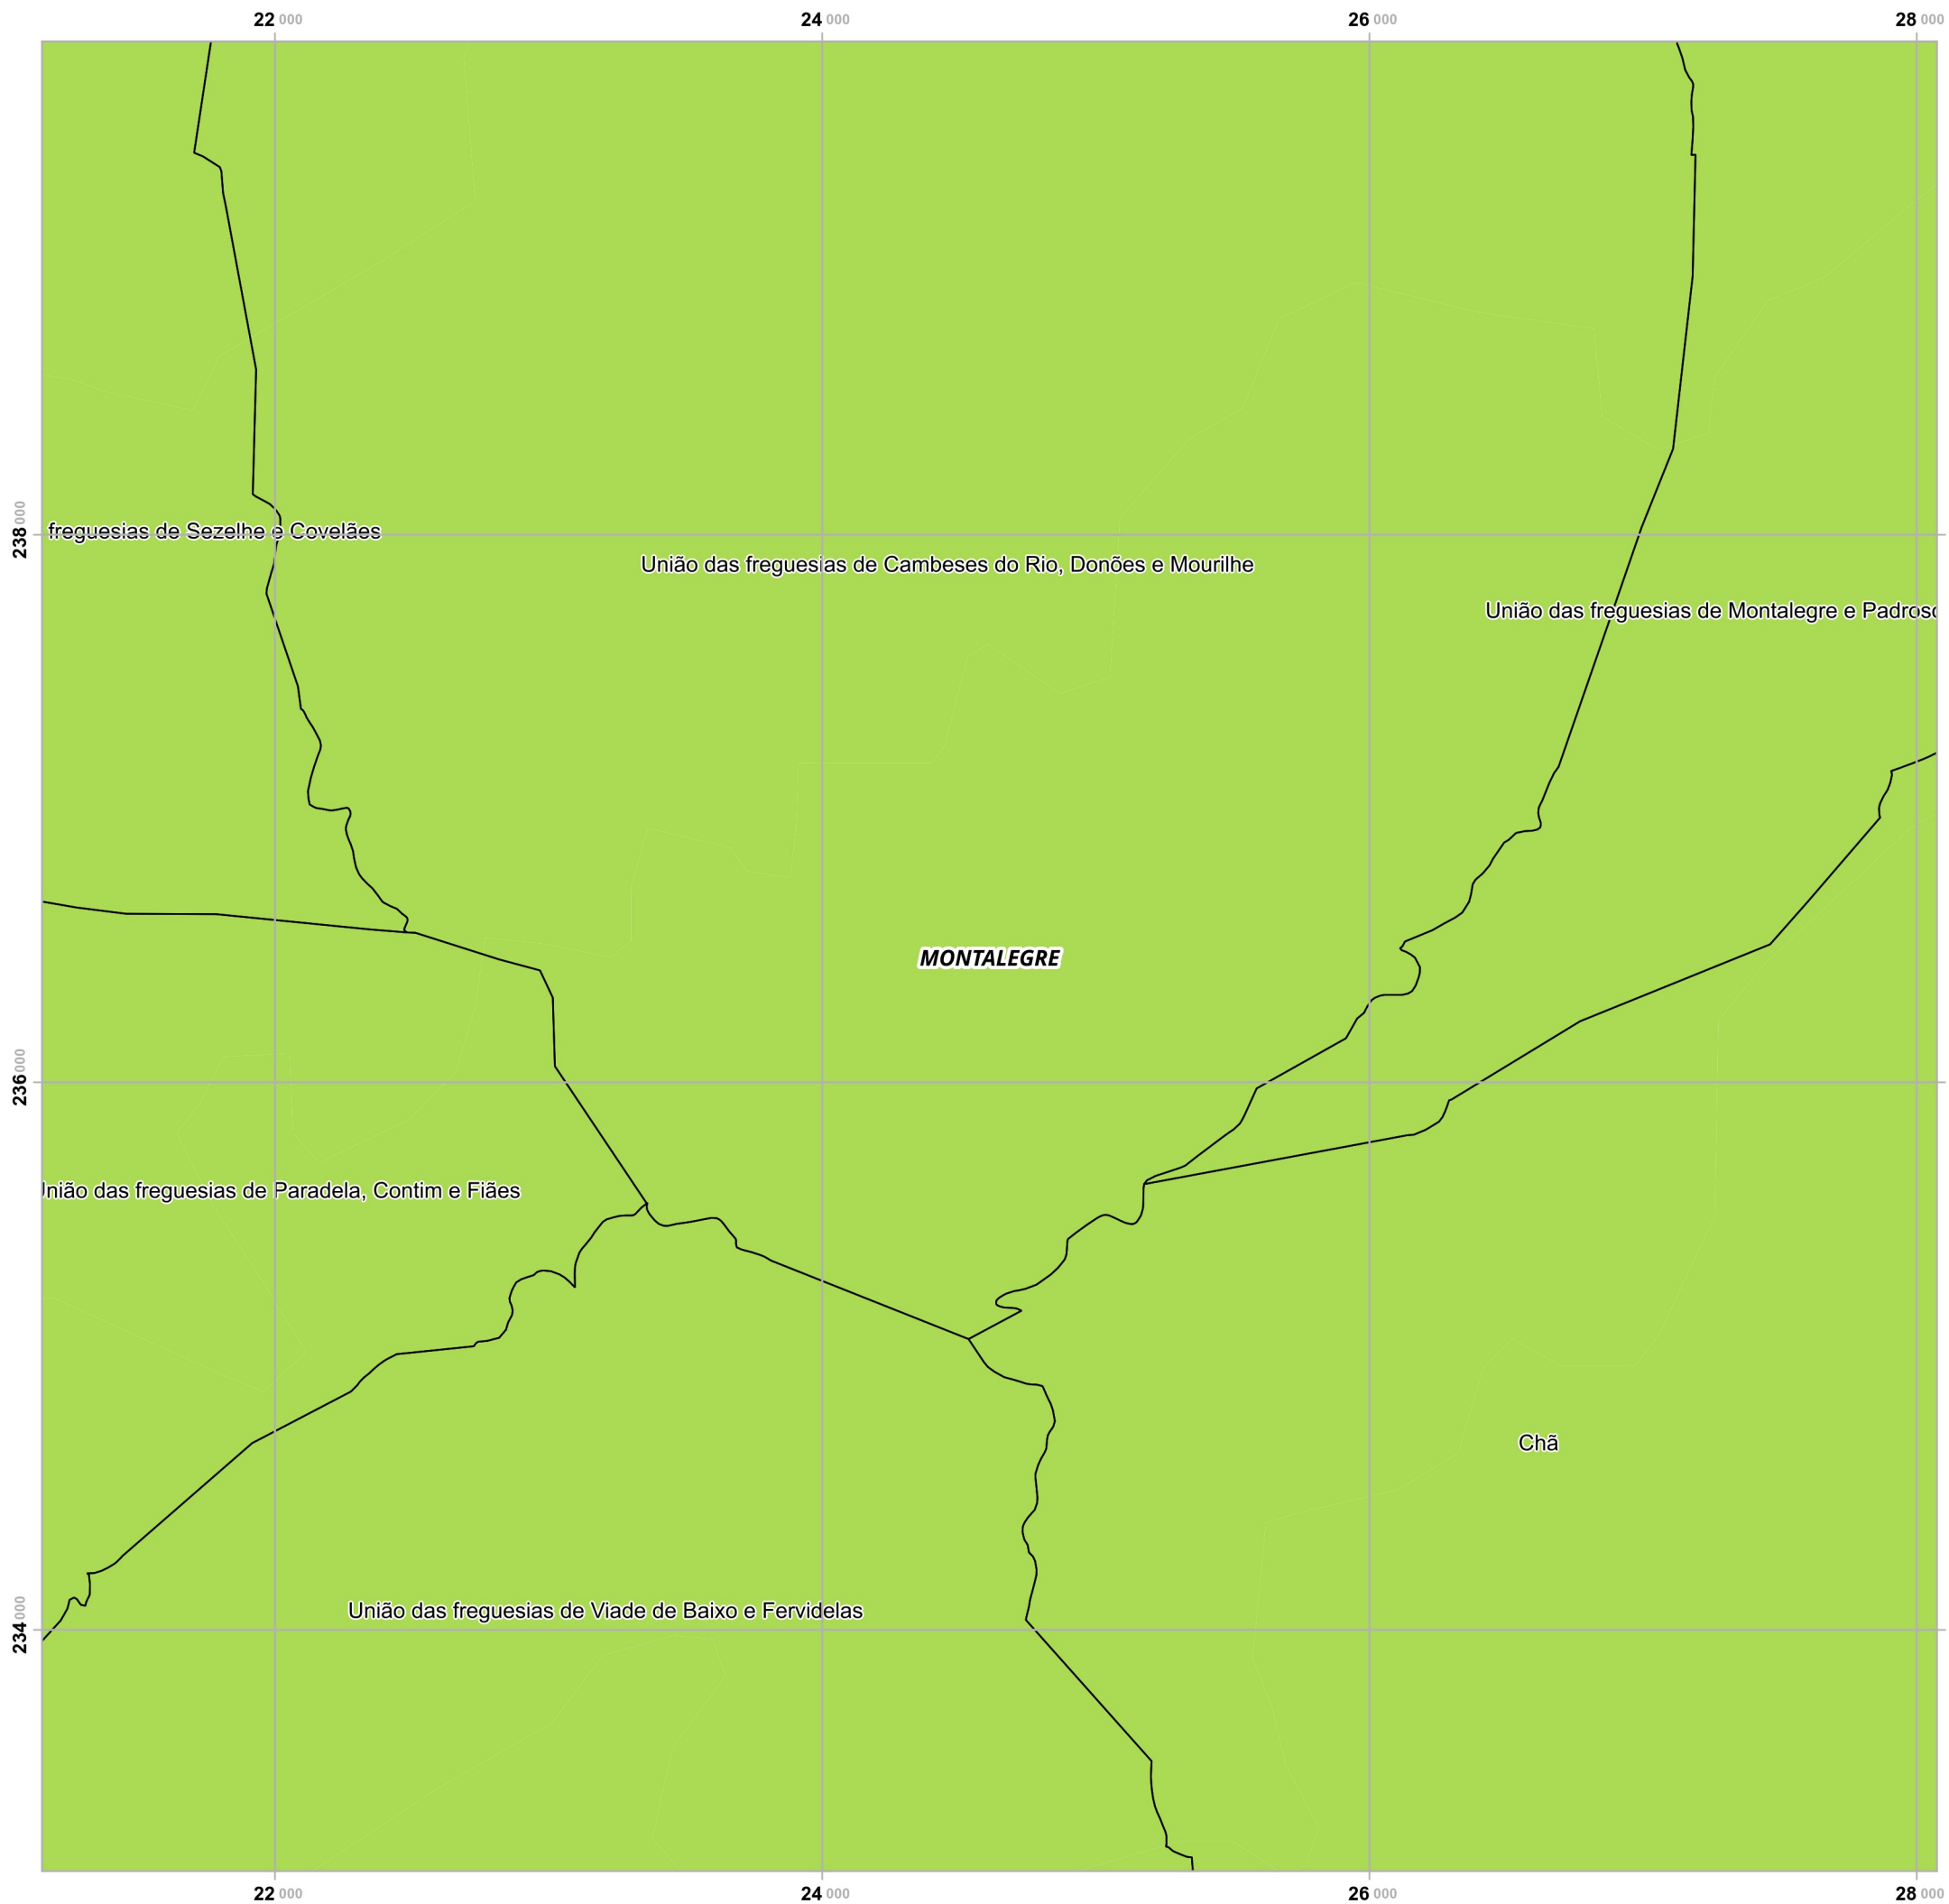 22 000
24 000
26 000
28 000
238 000
freguesias de Sezelhe e Covelães
União das freguesias de Cambeses do Rio, Donões e Mourilhe
União das freguesias de Montalegre e Padroso
MONTALEGRE
236 000
União das freguesias de Paradela, Contim e Fiães
Chã
234 000
União das freguesias de Viade de Baixo e Fervidelas
22 000
24 000
26 000
28 000